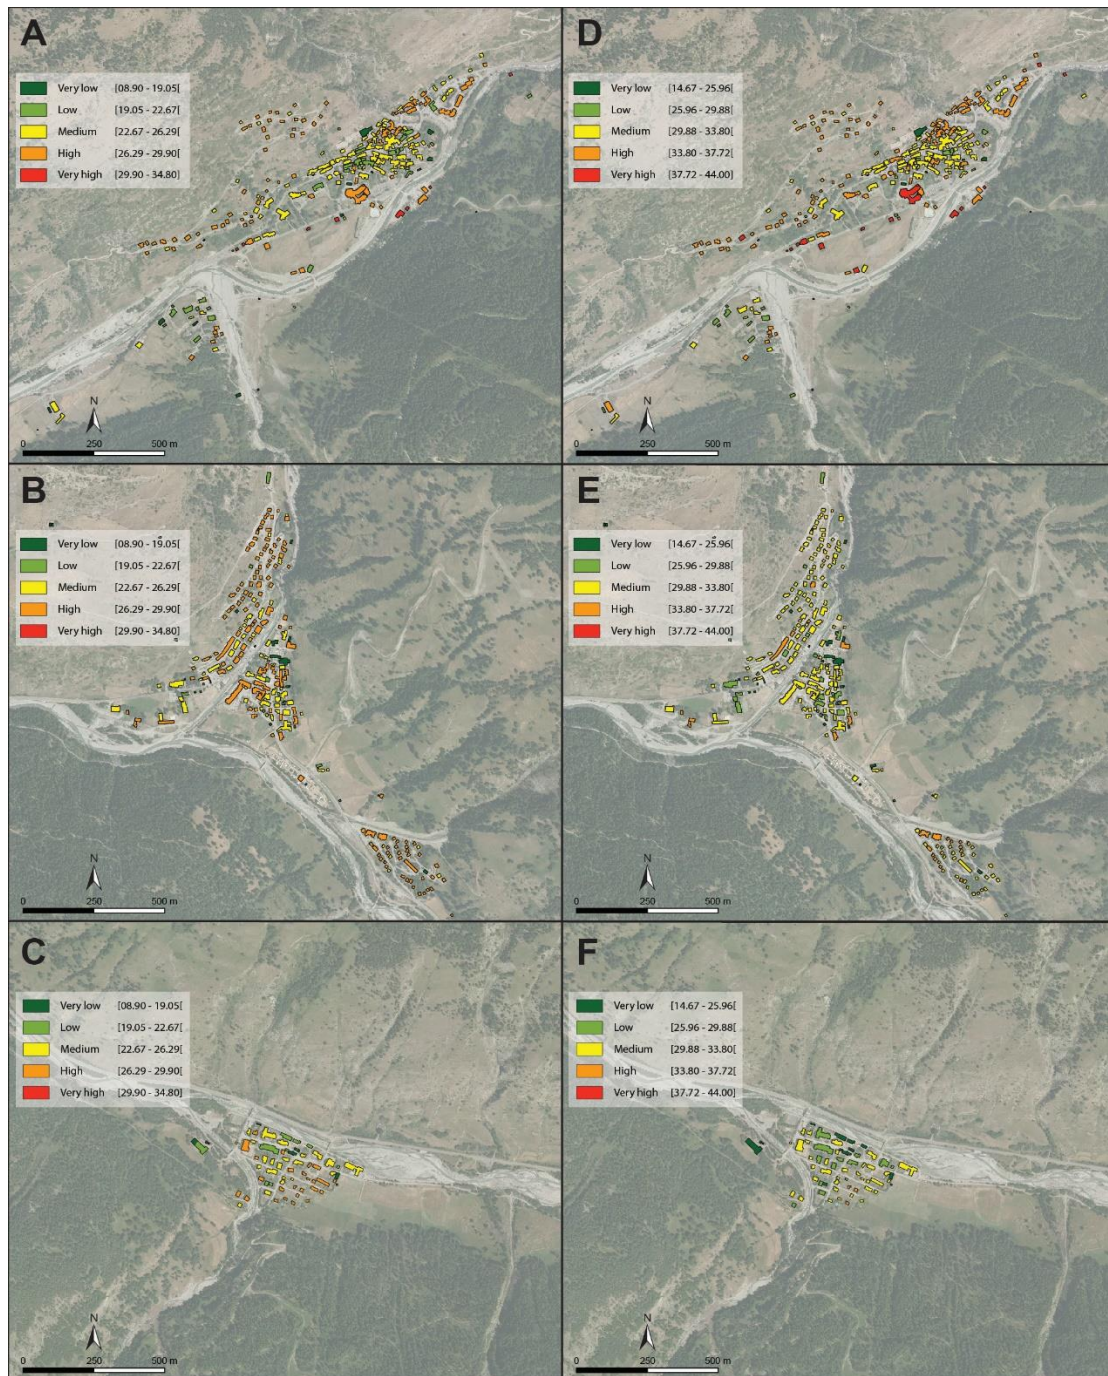 A
Very low [08.90 - 19.05[
Low [19.05 - 22.67[
Medium [22.67 - 26.29[
High [26.29 - 29.90[
Very high [29.90 - 34.80[
N
0 250 500 m
D
Very low [14.67 - 25.96[
Low [25.96 - 29.88[
Medium [29.88 - 33.80[
High [33.80 - 37.72[
Very high [37.72 - 44.00[
N
0 250 500 m
B
Very low [08.90 - 19.05[
Low [19.05 - 22.67[
Medium [22.67 - 26.29[
High [26.29 - 29.90[
Very high [29.90 - 34.80[
N
0 250 500 m
E
Very low [14.67 - 25.96[
Low [25.96 - 29.88[
Medium [29.88 - 33.80[
High [33.80 - 37.72[
Very high [37.72 - 44.00[
N
0 250 500 m
C
Very low [08.90 - 19.05[
Low [19.05 - 22.67[
Medium [22.67 - 26.29[
High [26.29 - 29.90[
Very high [29.90 - 34.80[
N
0 250 500 m
F
Very low [14.67 - 25.96[
Low [25.96 - 29.88[
Medium [29.88 - 33.80[
High [33.80 - 37.72[
Very high [37.72 - 44.00[
N
0 250 500 m